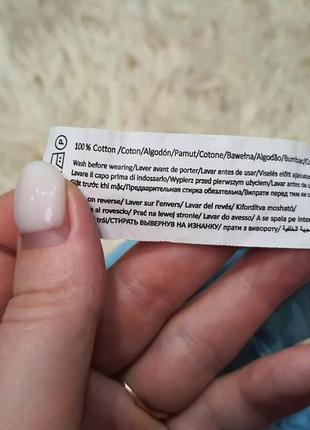 Ⓟ 100 % Cotton /Coton/Algodón/Pamut/Cotone/Bawełna/Algodão/Bumbac/
Wash before wearing/Laver avant de porter/Lavar antes de usar/Viselés előtt
Lavare il capo prima di indossarlo/Wyprać przed pierwszym użyciem/Lavar antes de
Giặt trước khi mặc/Предварительная стирка обязательна/Випрати перед тим як
on reverse/Laver sur l'envers/ Lavar del revés/ Kifordítva mosható/
al rovescio/ Prać na lewej stronie/ Lavar do avesso/ A se spala pe
trái/СТИРАТЬ ВЫВЕРНУВ НА ИЗНАНКУ/ прати з вивороту/